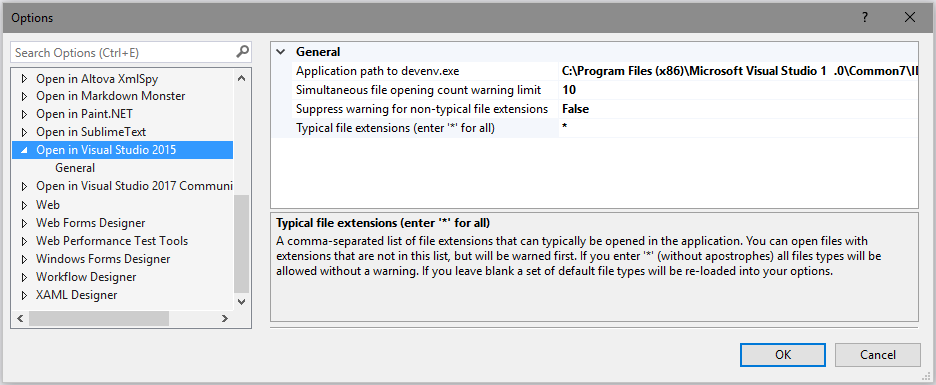 Options
?
Search Options (Ctrl+E)
Open in Altova XmlSpy
Open in Markdown Monster
Open in Paint.NET
Open in SublimeText
Open in Visual Studio 2015
General
Open in Visual Studio 2017 Communi
Web
Web Forms Designer
Web Performance Test Tools
Windows Forms Designer
Workflow Designer
XAML Designer
General
Application path to devenv.exe C:\Program Files (x86)\Microsoft Visual Studio 1 .0\Common7\
Simultaneous file opening count warning limit 10
Suppress warning for non-typical file extensions False
Typical file extensions (enter '*' for all) *
Typical file extensions (enter '*' for all)
A comma-separated list of file extensions that can typically be opened in the application. You can open files with
extensions that are not in this list, but will be warned first. If you enter '*' (without apostrophes) all files types will be
allowed without a warning. If you leave blank a set of default file types will be re-loaded into your options.
OK
Cancel